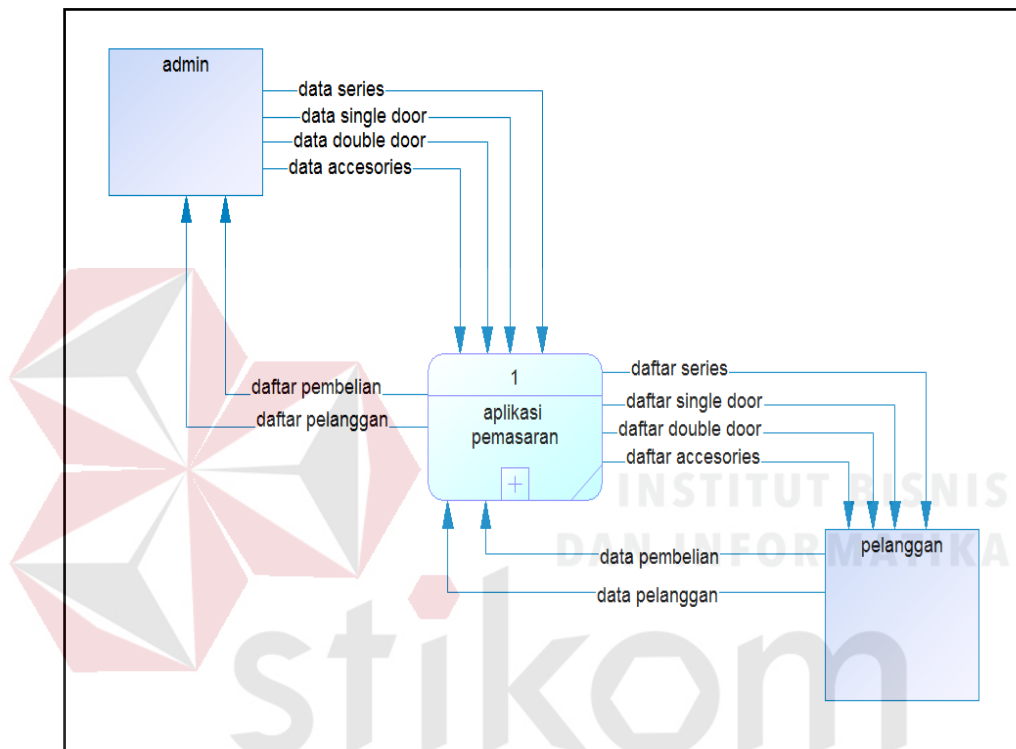 admin
data series
data single door
data double door
data accesories
1
aplikasi
pemasaran
daftar pembelian
daftar pelanggan
daftar series
daftar single door
daftar double door
daftar accesories
INSTITUT BISNIS
DAN INFORMATIKA
pelanggan
data pembelian
data pelanggan
stikom